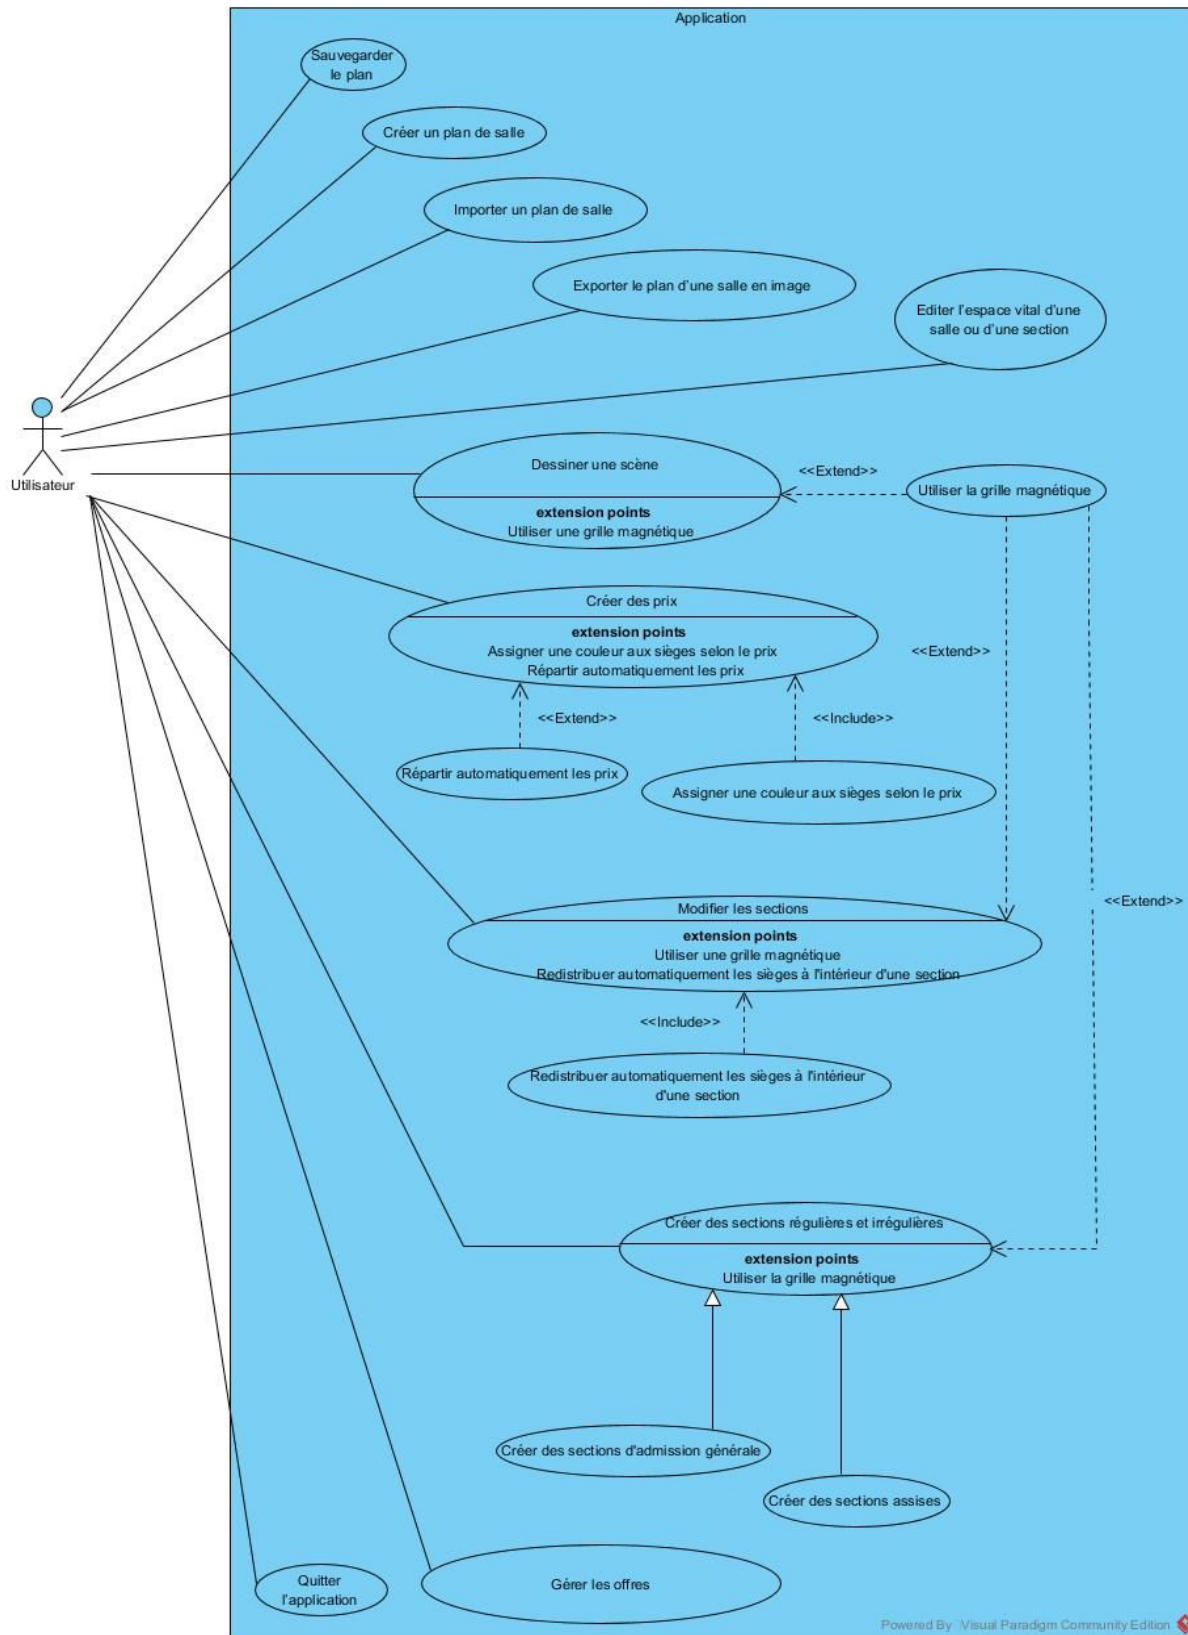 Application
Sauvegarder
le plan
Créer un plan de salle
Importer un plan de salle
Exporter le plan d'une salle en image
Editer l'espace vital d'une
salle ou d'une section
Utilisateur
Dessiner une scène
extension points
Utiliser une grille magnétique
<<Extend>>
Utiliser la grille magnétique
Créer des prix
extension points
Assigner une couleur aux sièges selon le prix
Répartir automatiquement les prix
<<Extend>>
<<Extend>>
<<Include>>
Répartir automatiquement les prix
Assigner une couleur aux sièges selon le prix
<<Extend>>
Modifier les sections
extension points
Utiliser une grille magnétique
Redistribuer automatiquement les sièges à l'intérieur d'une section
<<Include>>
Redistribuer automatiquement les sièges à l'intérieur
d'une section
Créer des sections régulières et irrégulières
extension points
Utiliser la grille magnétique
Créer des sections d'admission générale
Créer des sections assises
Quitter
l'application
Gérer les offres
Powered By Visual Paradigm Community Edition